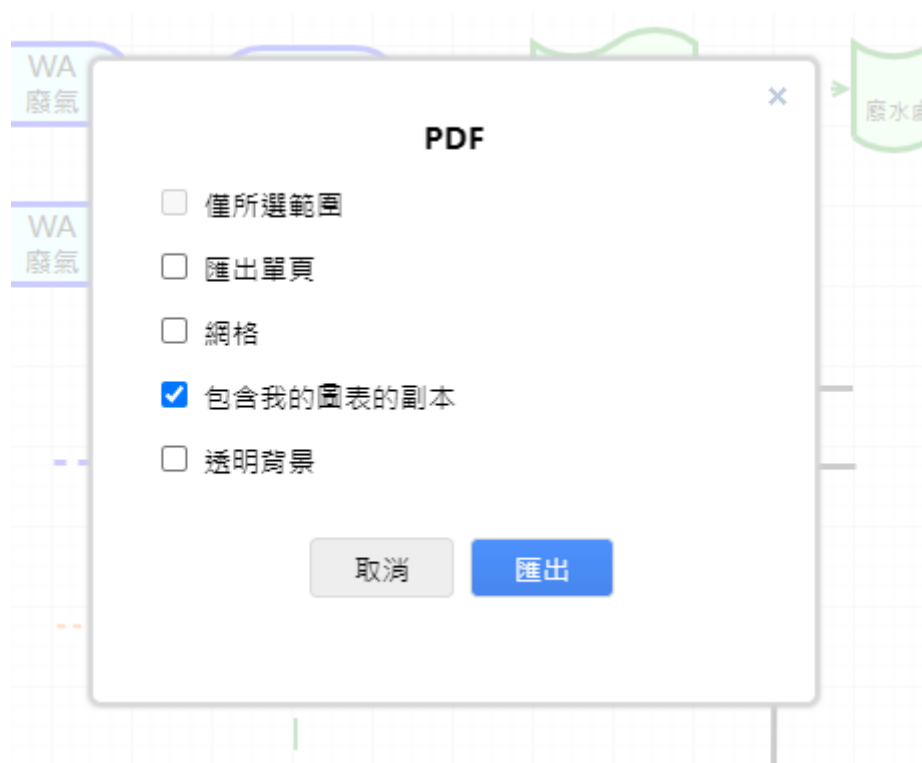 WA
廢氣
廢水處
×
PDF
僅所選範圍
WA
廢氣
匯出單頁
網格
包含我的圖表的副本
透明背景
取消
匯出